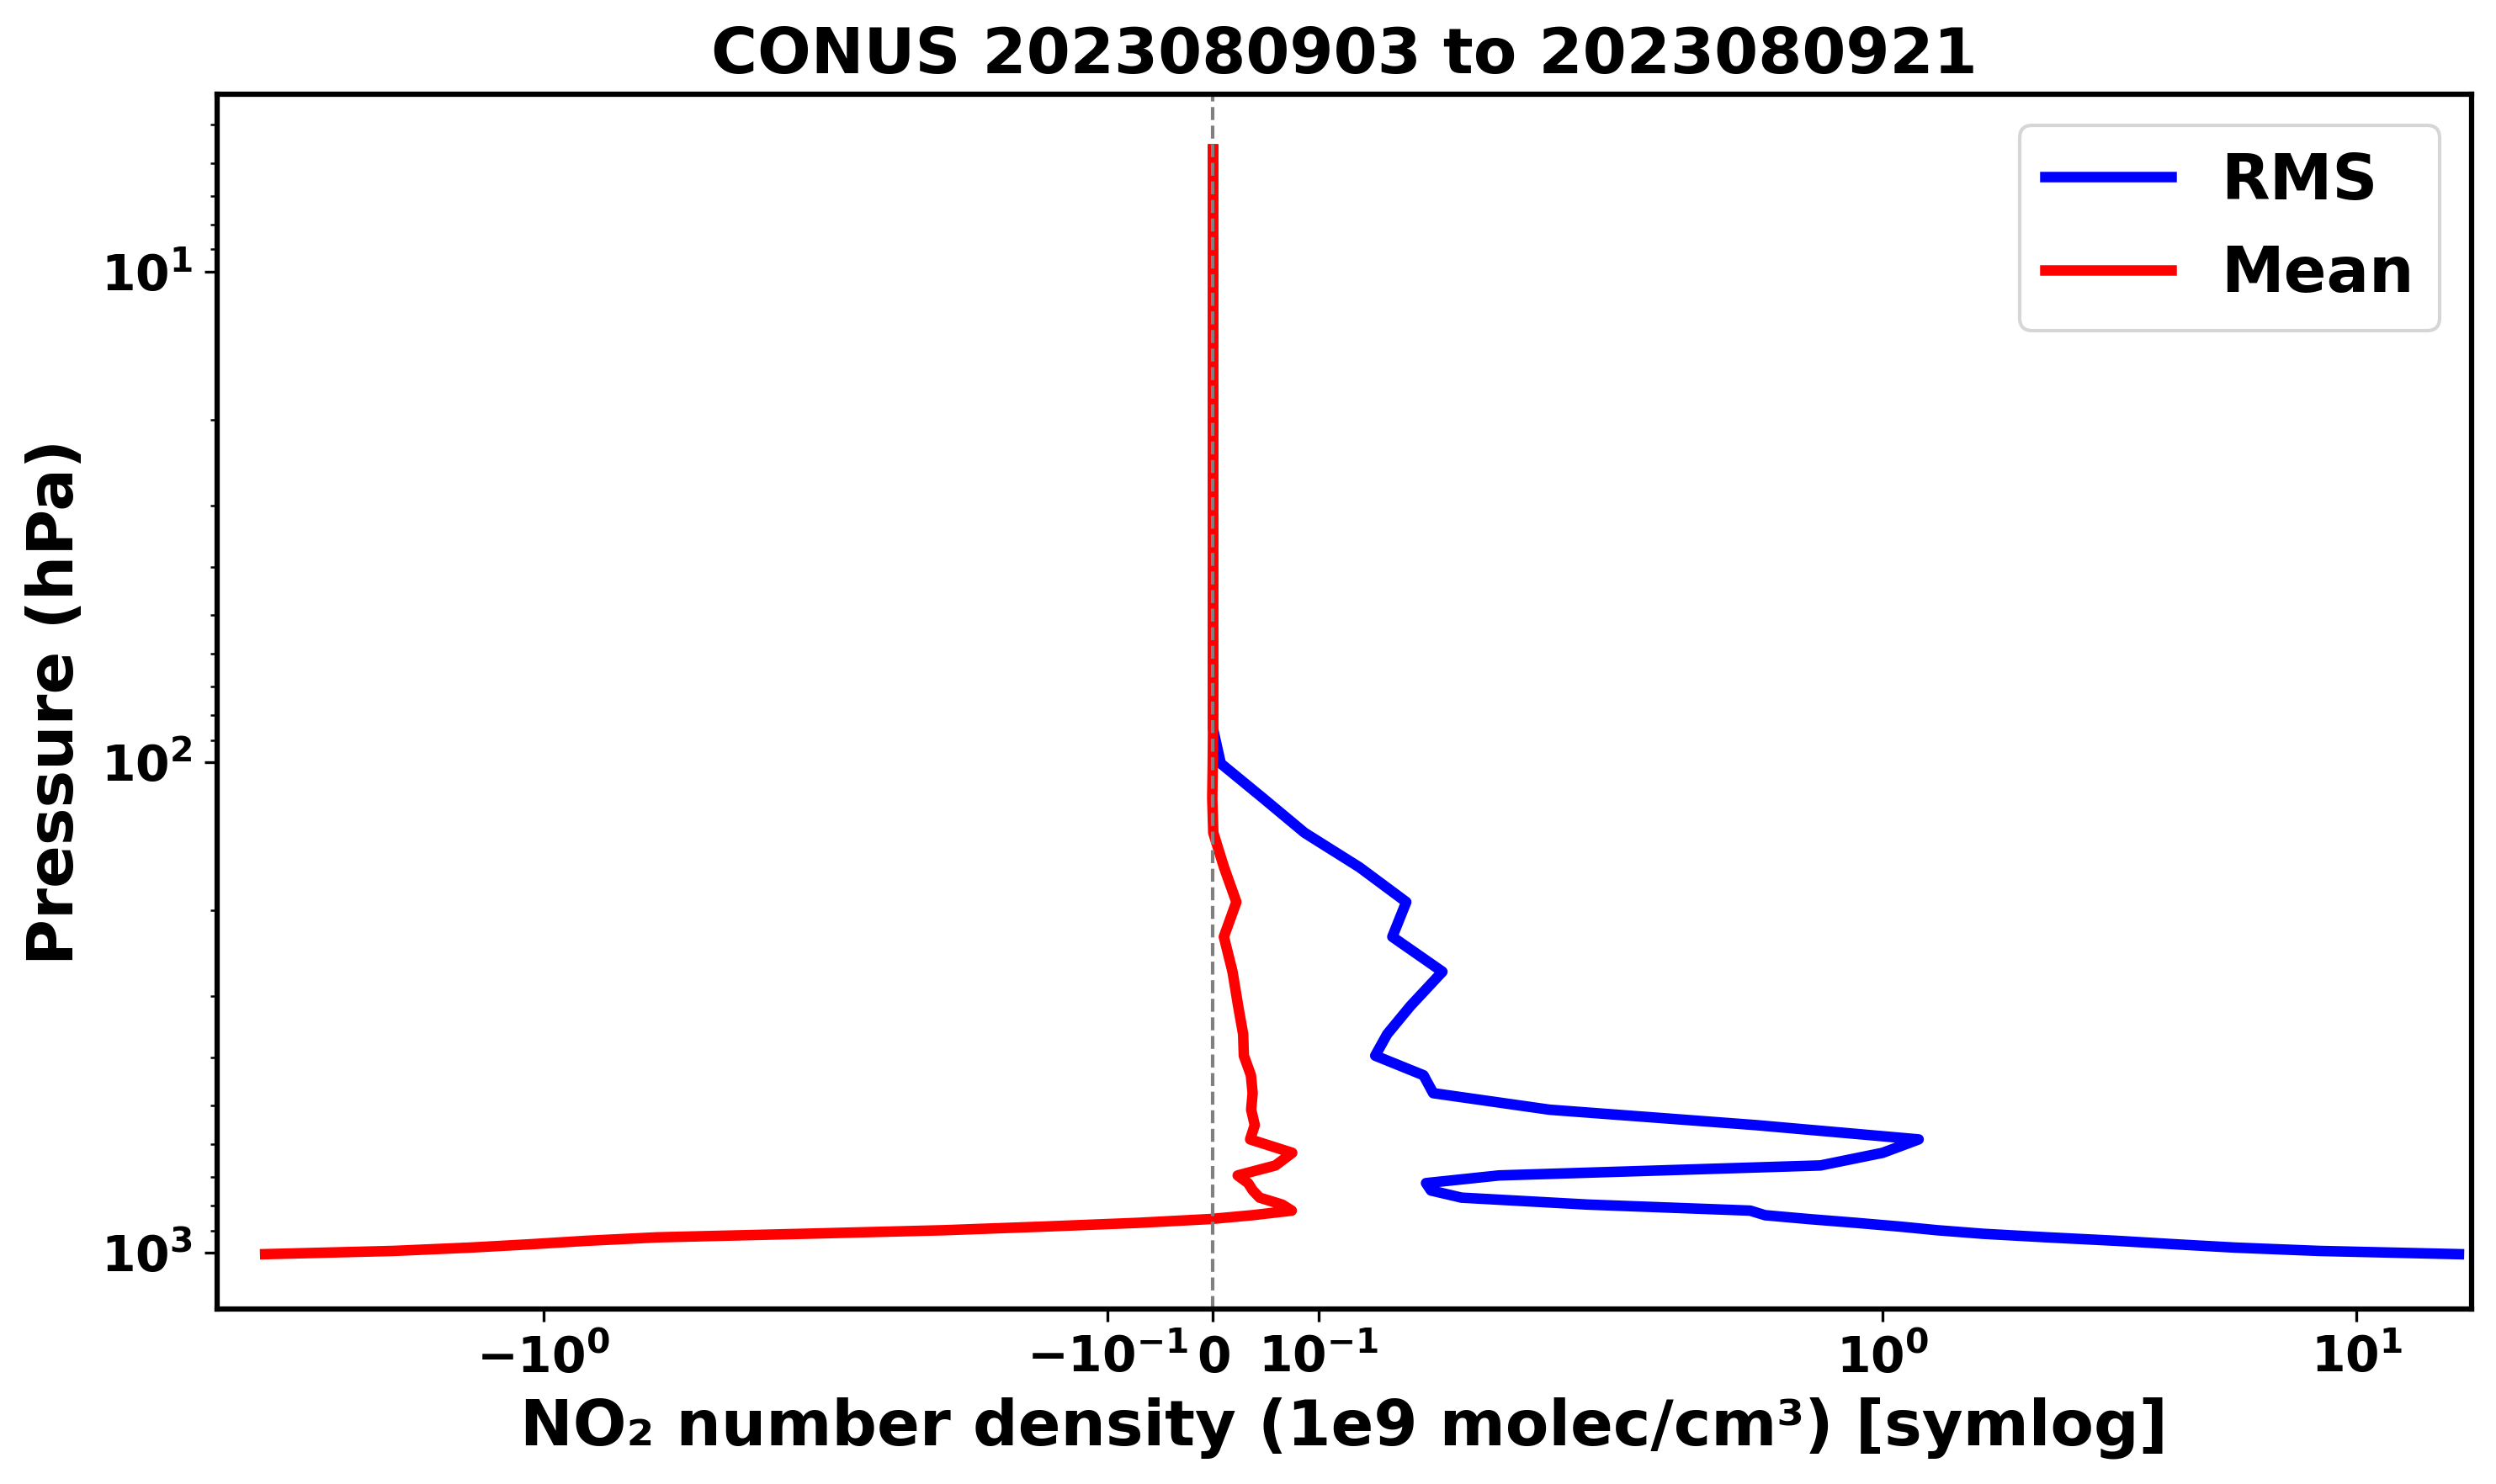 CONUS 2023080903 to 2023080921
RMS
Mean
Pressure (hPa)
10¹
10²
10³
−10⁰ −10⁻¹ 0 10⁻¹ 10⁰ 10¹
NO₂ number density (1e9 molec/cm³) [symlog]